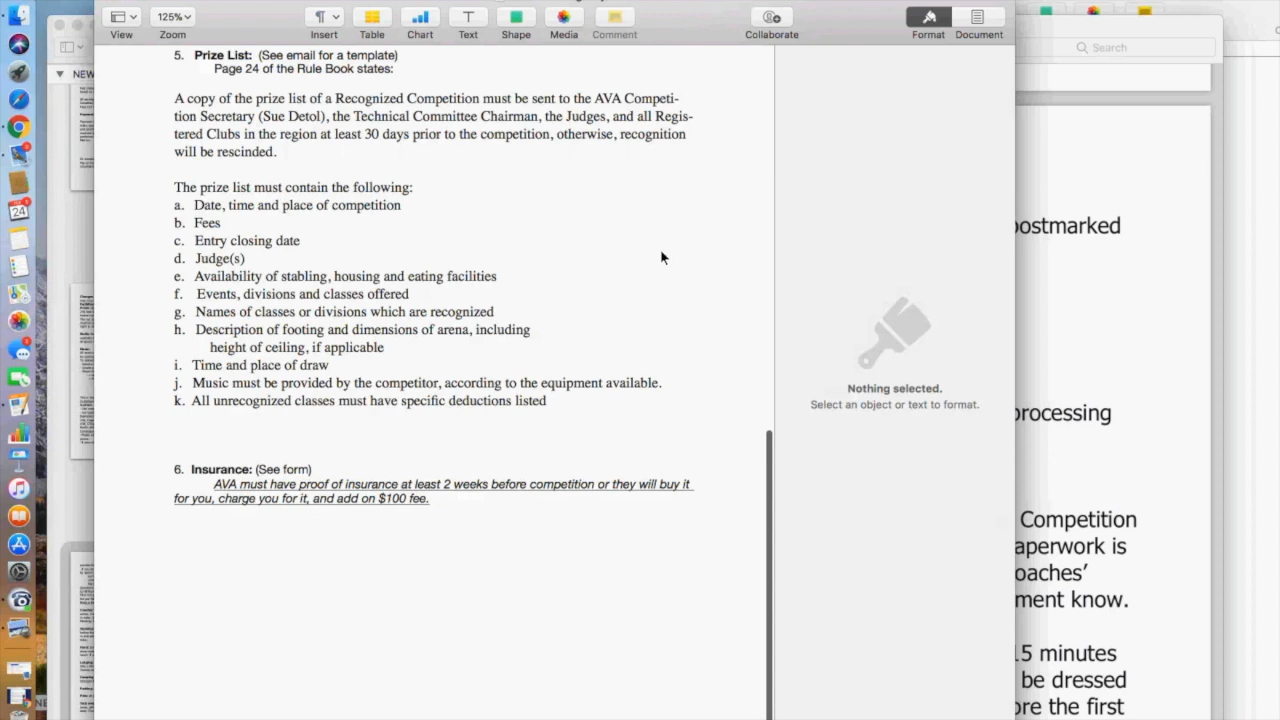 125%
View
Zoom
Insert
Table
Chart
Text
Shape
Media
Comment
Collaborate
Format
Document
5. Prize List: (See email for a template)
Page 24 of the Rule Book states:
A copy of the prize list of a Recognized Competition must be sent to the AVA Competi-
tion Secretary (Sue Detol), the Technical Committee Chairman, the Judges, and all Regis-
tered Clubs in the region at least 30 days prior to the competition, otherwise, recognition
will be rescinded.
The prize list must contain the following:
a. Date, time and place of competition
b. Fees
c. Entry closing date
d. Judge(s)
e. Availability of stabling, housing and eating facilities
f. Events, divisions and classes offered
g. Names of classes or divisions which are recognized
h. Description of footing and dimensions of arena, including
height of ceiling, if applicable
i. Time and place of draw
j. Music must be provided by the competitor, according to the equipment available.
k. All unrecognized classes must have specific deductions listed
6. Insurance: (See form)
AVA must have proof of insurance at least 2 weeks before competition or they will buy it
for you, charge you for it, and add on $100 fee.
Nothing selected.
Select an object or text to format.
Search
NEW
24
postmarked
processing
Competition
aperwork is
oaches’
ment know.
15 minutes
be dressed
ore the first